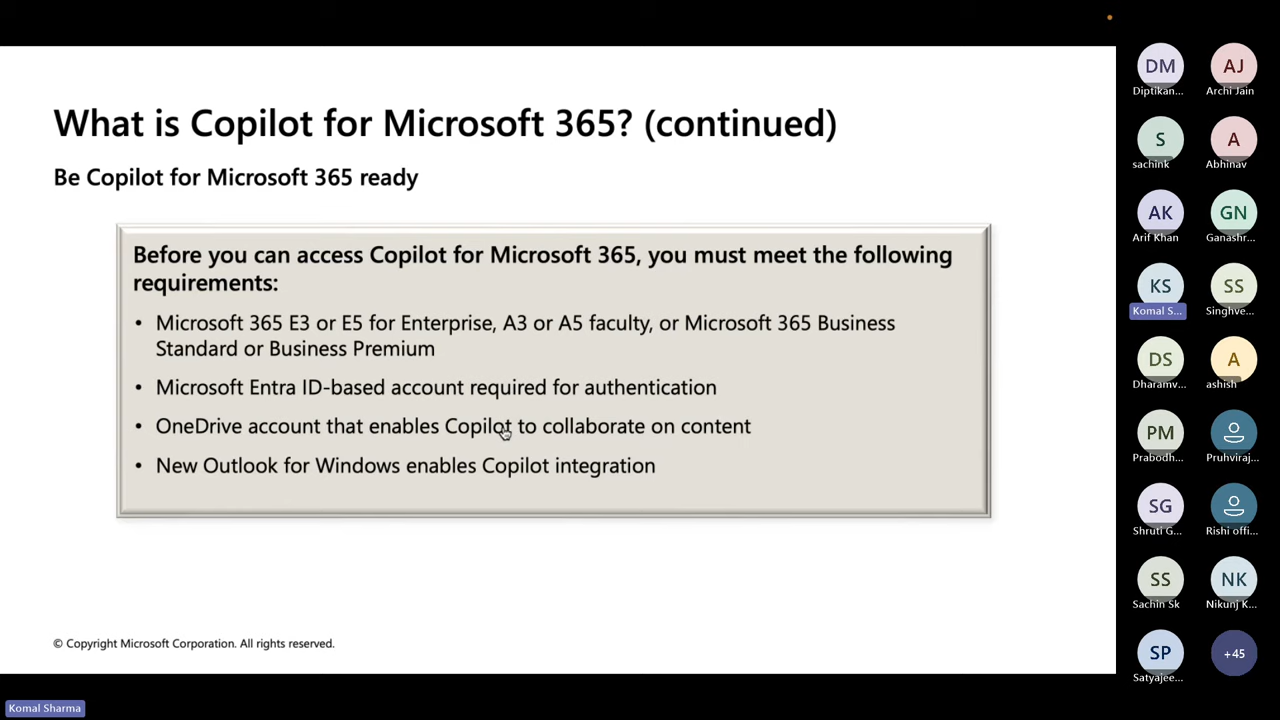 What is Copilot for Microsoft 365? (continued)
Be Copilot for Microsoft 365 ready
Before you can access Copilot for Microsoft 365, you must meet the following
requirements:
• Microsoft 365 E3 or E5 for Enterprise, A3 or A5 faculty, or Microsoft 365 Business
Standard or Business Premium
• Microsoft Entra ID-based account required for authentication
• OneDrive account that enables Copilot to collaborate on content
• New Outlook for Windows enables Copilot integration
© Copyright Microsoft Corporation. All rights reserved.
Komal Sharma
DM AJ
Diptikan... Archi Jain
S A
sachink Abhinav
AK GN
Arif Khan Ganashr...
KS SS
Komal S... Singhve...
DS A
Dharamv... ashish
PM
Prabodh... Pruhviraj...
SG
Shruti G... Rishi offi...
SS NK
Sachin Sk Nikunj K...
SP +45
Satyajee...